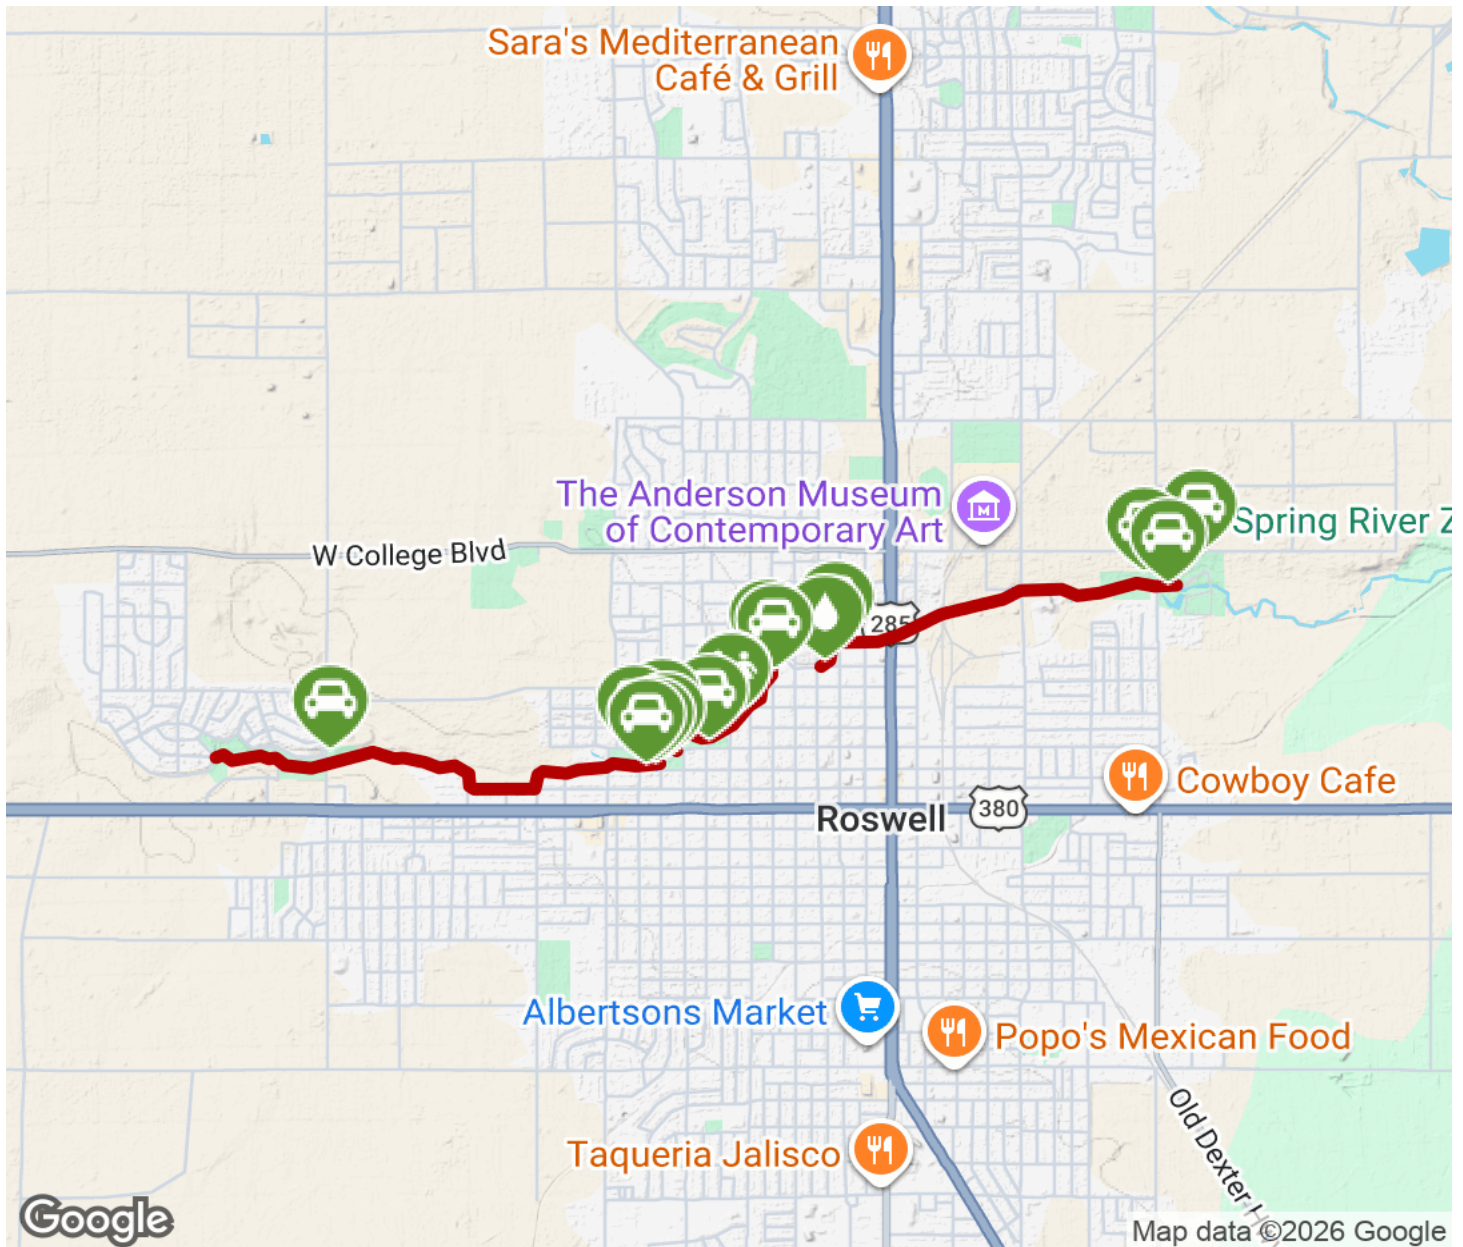 Sara's Mediterranean
Café & Grill
The Anderson Museum
of Contemporary Art
Spring River Z
W College Blvd
285
Cowboy Cafe
Roswell
380
Albertsons Market
Popo's Mexican Food
Old Dexter H
Taqueria Jalisco
Google
Map data ©2026 Google